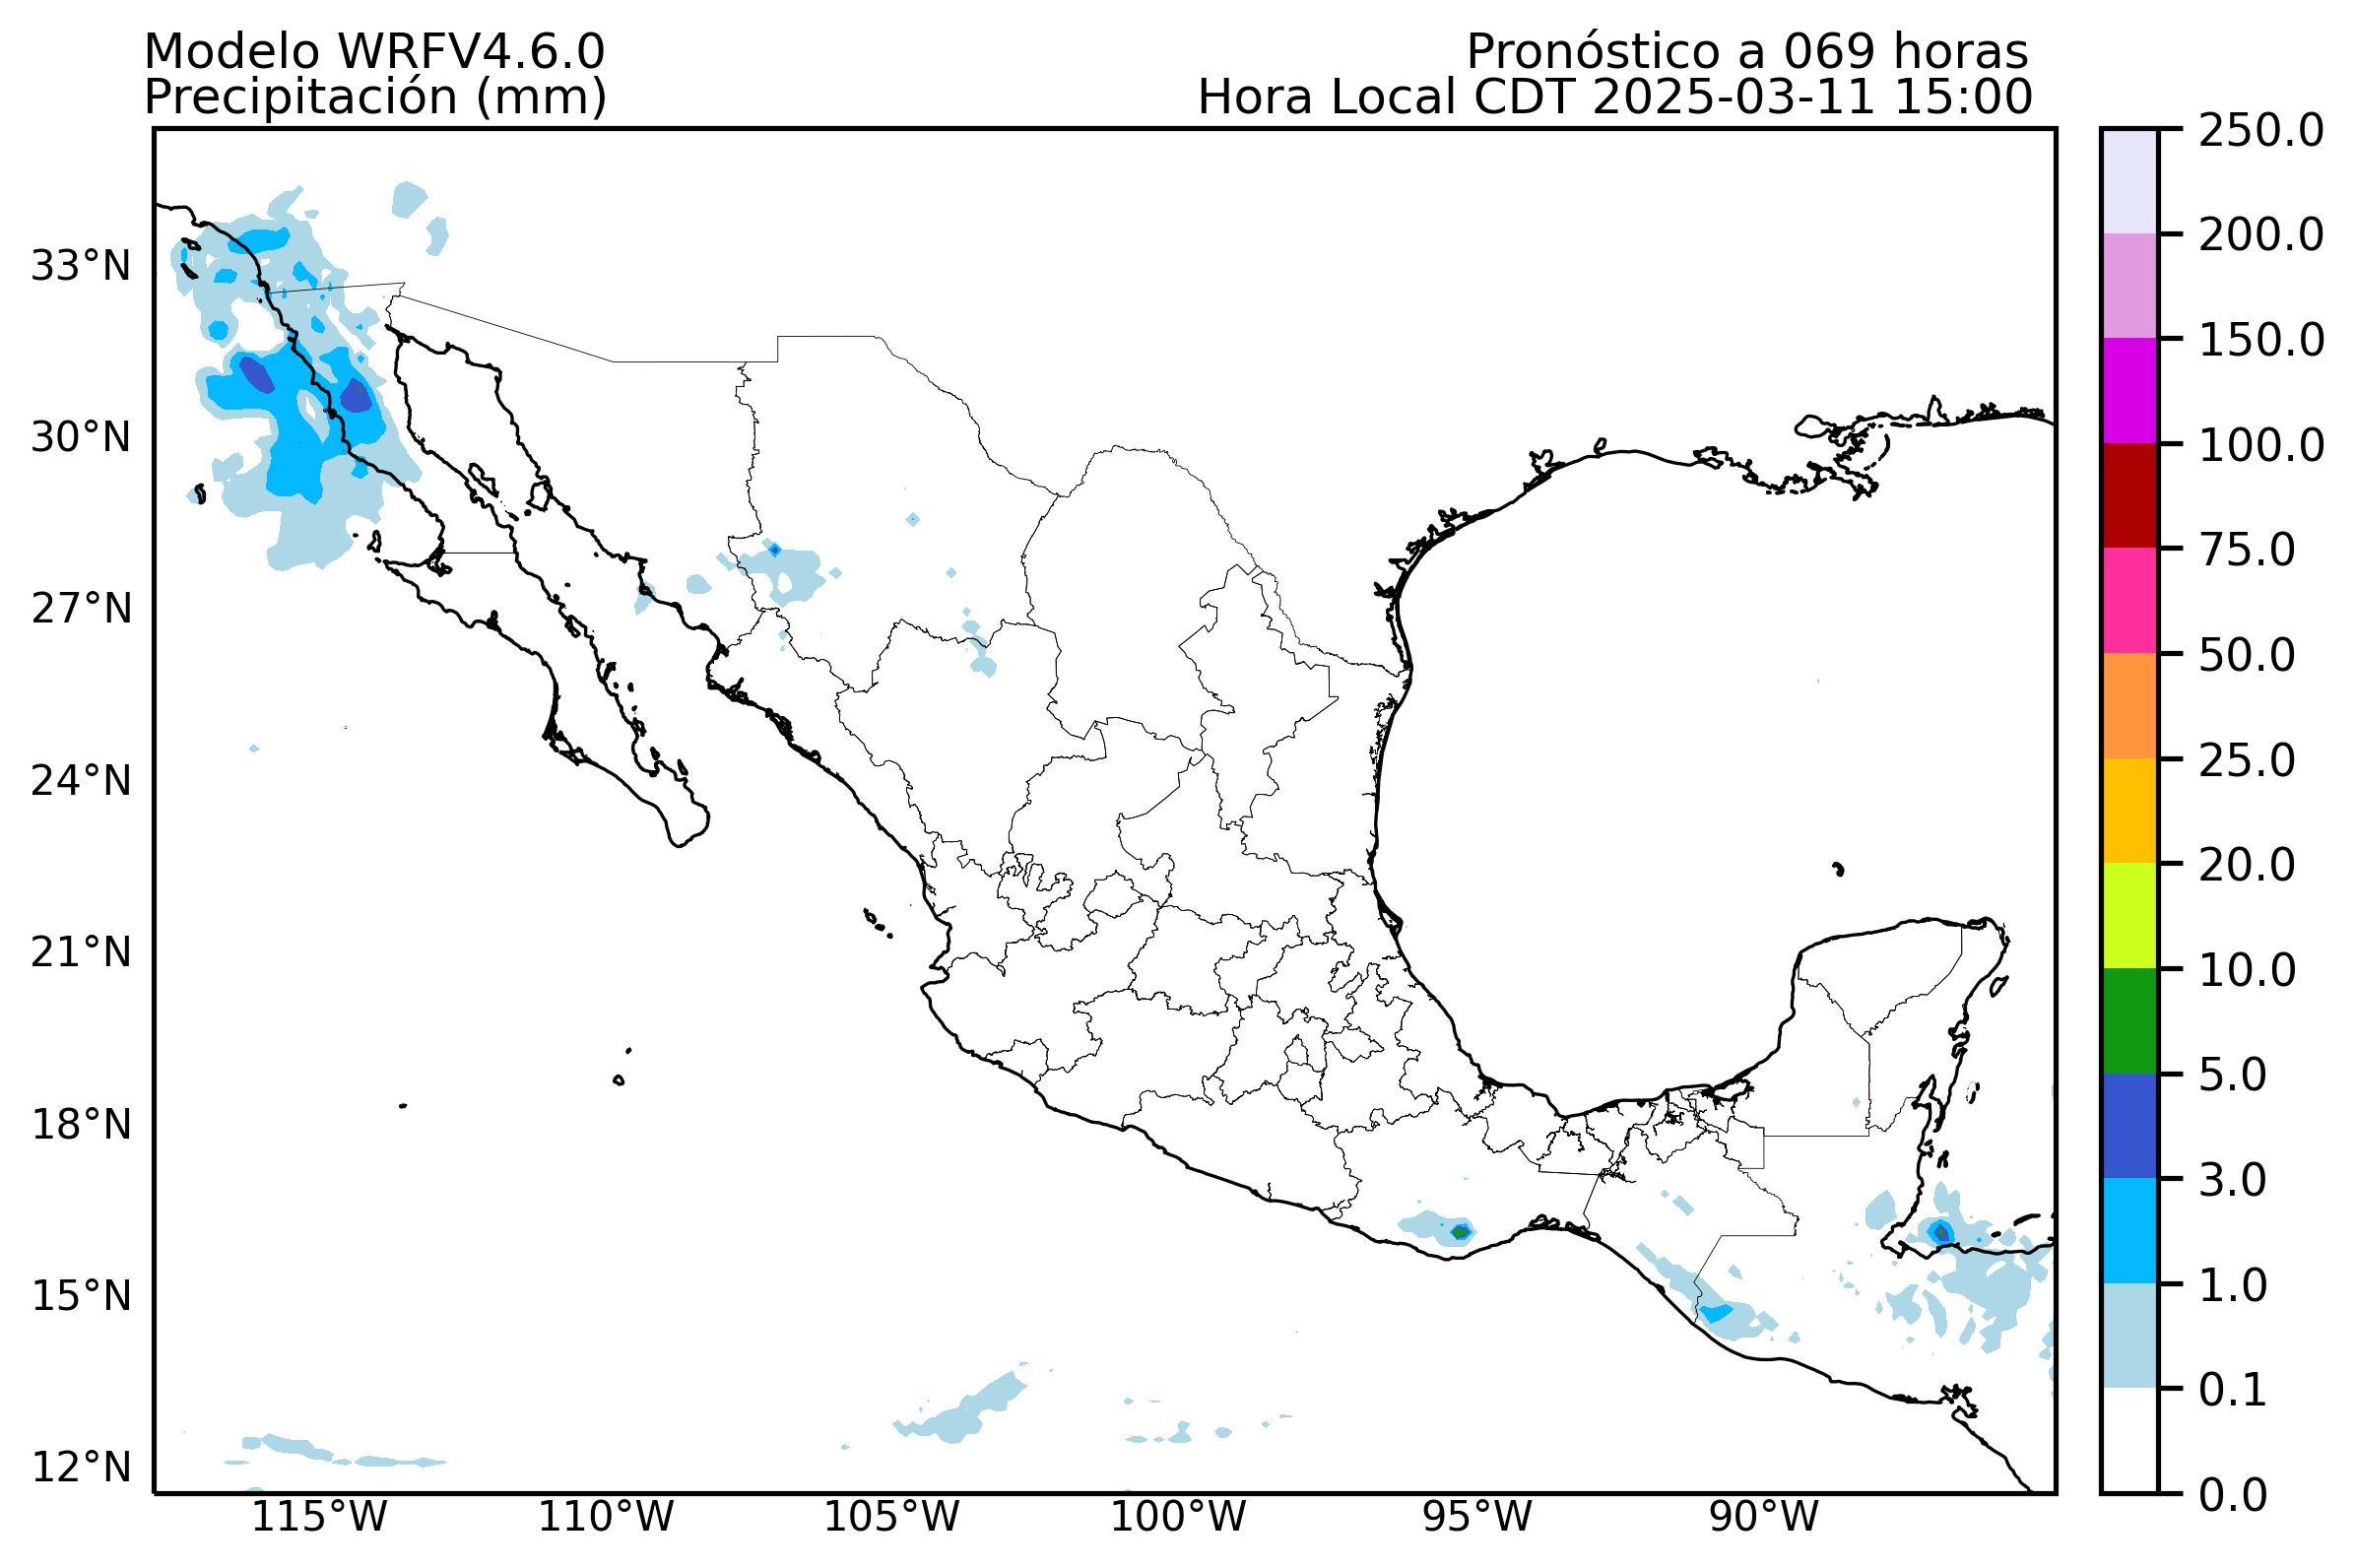 Modelo WRFV4.6.0
Pronóstico a 069 horas
Precipitación (mm)
Hora Local CDT 2025-03-11 15:00
33°N
30°N
27°N
24°N
21°N
18°N
15°N
12°N
115°W
110°W
105°W
100°W
95°W
90°W
250.0
200.0
150.0
100.0
75.0
50.0
25.0
20.0
10.0
5.0
3.0
1.0
0.1
0.0